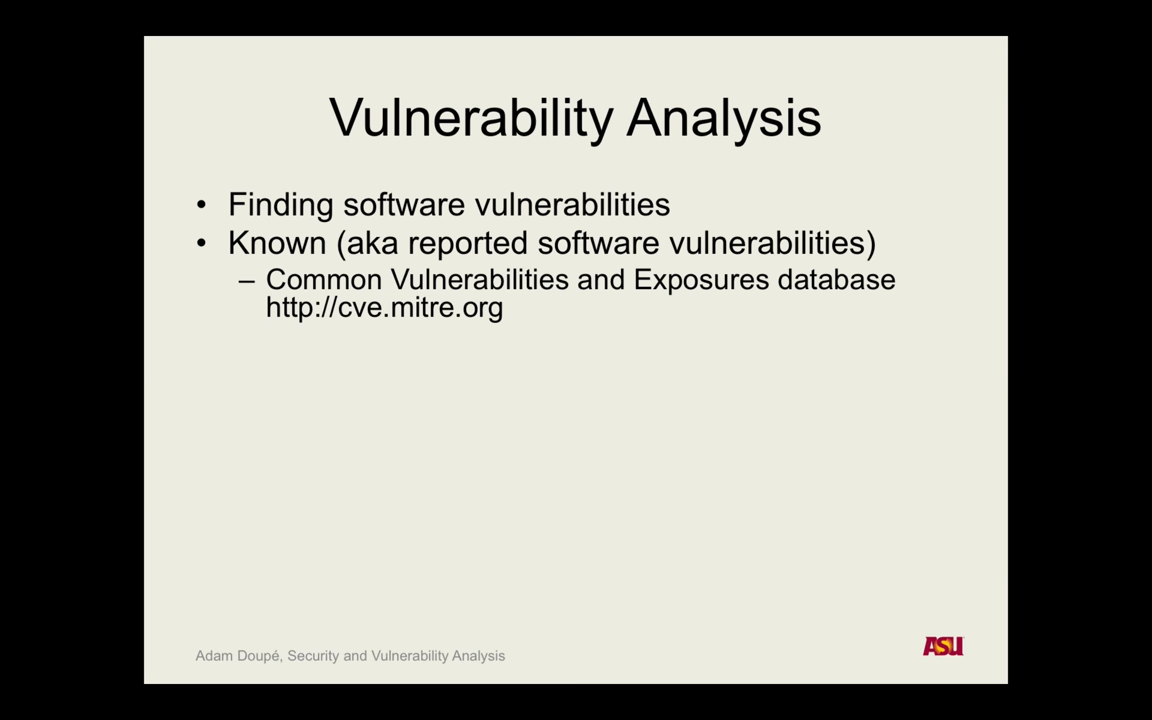 Vulnerability Analysis
• Finding software vulnerabilities
• Known (aka reported software vulnerabilities)
– Common Vulnerabilities and Exposures database
http://cve.mitre.org
Adam Doupé, Security and Vulnerability Analysis
ASU